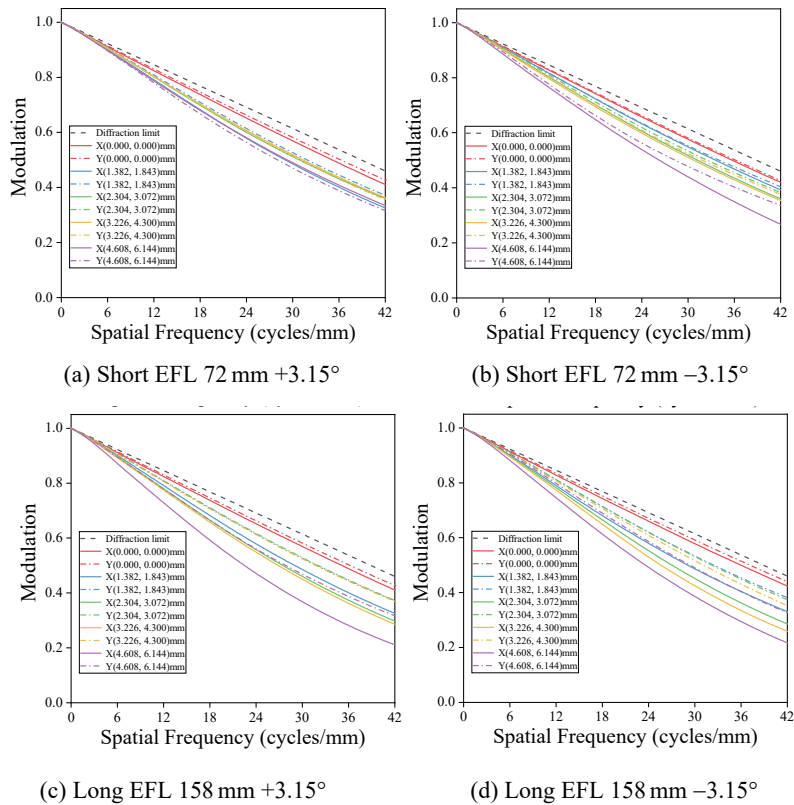 1.0
0.8
0.6
0.4
0.2
0.0
Modulation
Diffraction limit
X(0.000, 0.000)mm
Y(0.000, 0.000)mm
X(1.382, 1.843)mm
Y(1.382, 1.843)mm
X(2.304, 3.072)mm
Y(2.304, 3.072)mm
X(3.226, 4.300)mm
Y(3.226, 4.300)mm
X(4.608, 6.144)mm
Y(4.608, 6.144)mm
0 6 12 18 24 30 36 42
Spatial Frequency (cycles/mm)
(a) Short EFL 72 mm +3.15°
1.0
0.8
0.6
0.4
0.2
0.0
Modulation
Diffraction limit
X(0.000, 0.000)mm
Y(0.000, 0.000)mm
X(1.382, 1.843)mm
Y(1.382, 1.843)mm
X(2.304, 3.072)mm
Y(2.304, 3.072)mm
X(3.226, 4.300)mm
Y(3.226, 4.300)mm
X(4.608, 6.144)mm
Y(4.608, 6.144)mm
0 6 12 18 24 30 36 42
Spatial Frequency (cycles/mm)
(b) Short EFL 72 mm −3.15°
1.0
0.8
0.6
0.4
0.2
0.0
Modulation
Diffraction limit
X(0.000, 0.000)mm
Y(0.000, 0.000)mm
X(1.382, 1.843)mm
Y(1.382, 1.843)mm
X(2.304, 3.072)mm
Y(2.304, 3.072)mm
X(3.226, 4.300)mm
Y(3.226, 4.300)mm
X(4.608, 6.144)mm
Y(4.608, 6.144)mm
0 6 12 18 24 30 36 42
Spatial Frequency (cycles/mm)
(c) Long EFL 158 mm +3.15°
1.0
0.8
0.6
0.4
0.2
0.0
Modulation
Diffraction limit
X(0.000, 0.000)mm
Y(0.000, 0.000)mm
X(1.382, 1.843)mm
Y(1.382, 1.843)mm
X(2.304, 3.072)mm
Y(2.304, 3.072)mm
X(3.226, 4.300)mm
Y(3.226, 4.300)mm
X(4.608, 6.144)mm
Y(4.608, 6.144)mm
0 6 12 18 24 30 36 42
Spatial Frequency (cycles/mm)
(d) Long EFL 158 mm −3.15°